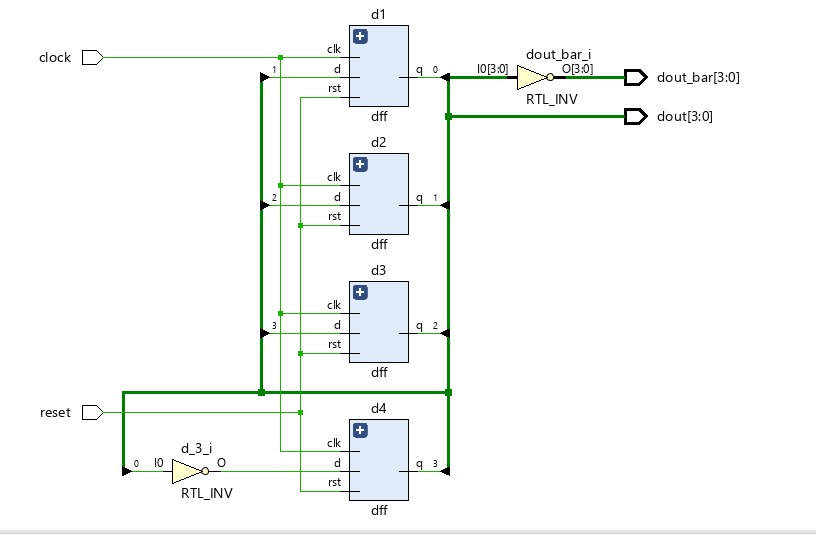 d1
clock
clk
1
d
q
0
rst
dff
dout_bar_i
I0[3:0]
O[3:0]
RTL_INV
dout_bar[3:0]
dout[3:0]
d2
clk
2
d
q
1
rst
dff
d3
clk
3
d
q
2
rst
dff
reset
d4
clk
d
q
3
rst
dff
d_3_i
0
I0
O
RTL_INV